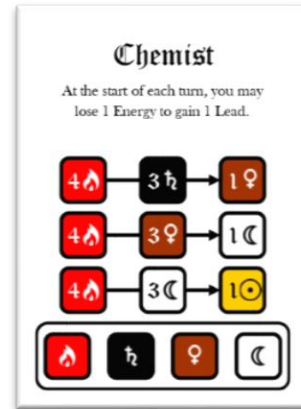 Chemist
At the start of each turn, you may
lose 1 Energy to gain 1 Lead.
4🔥 3♄ 1♀
4🔥 3♀ 1☾
4🔥 3☾ 1☉
🔥 ♄ ♀ ☾